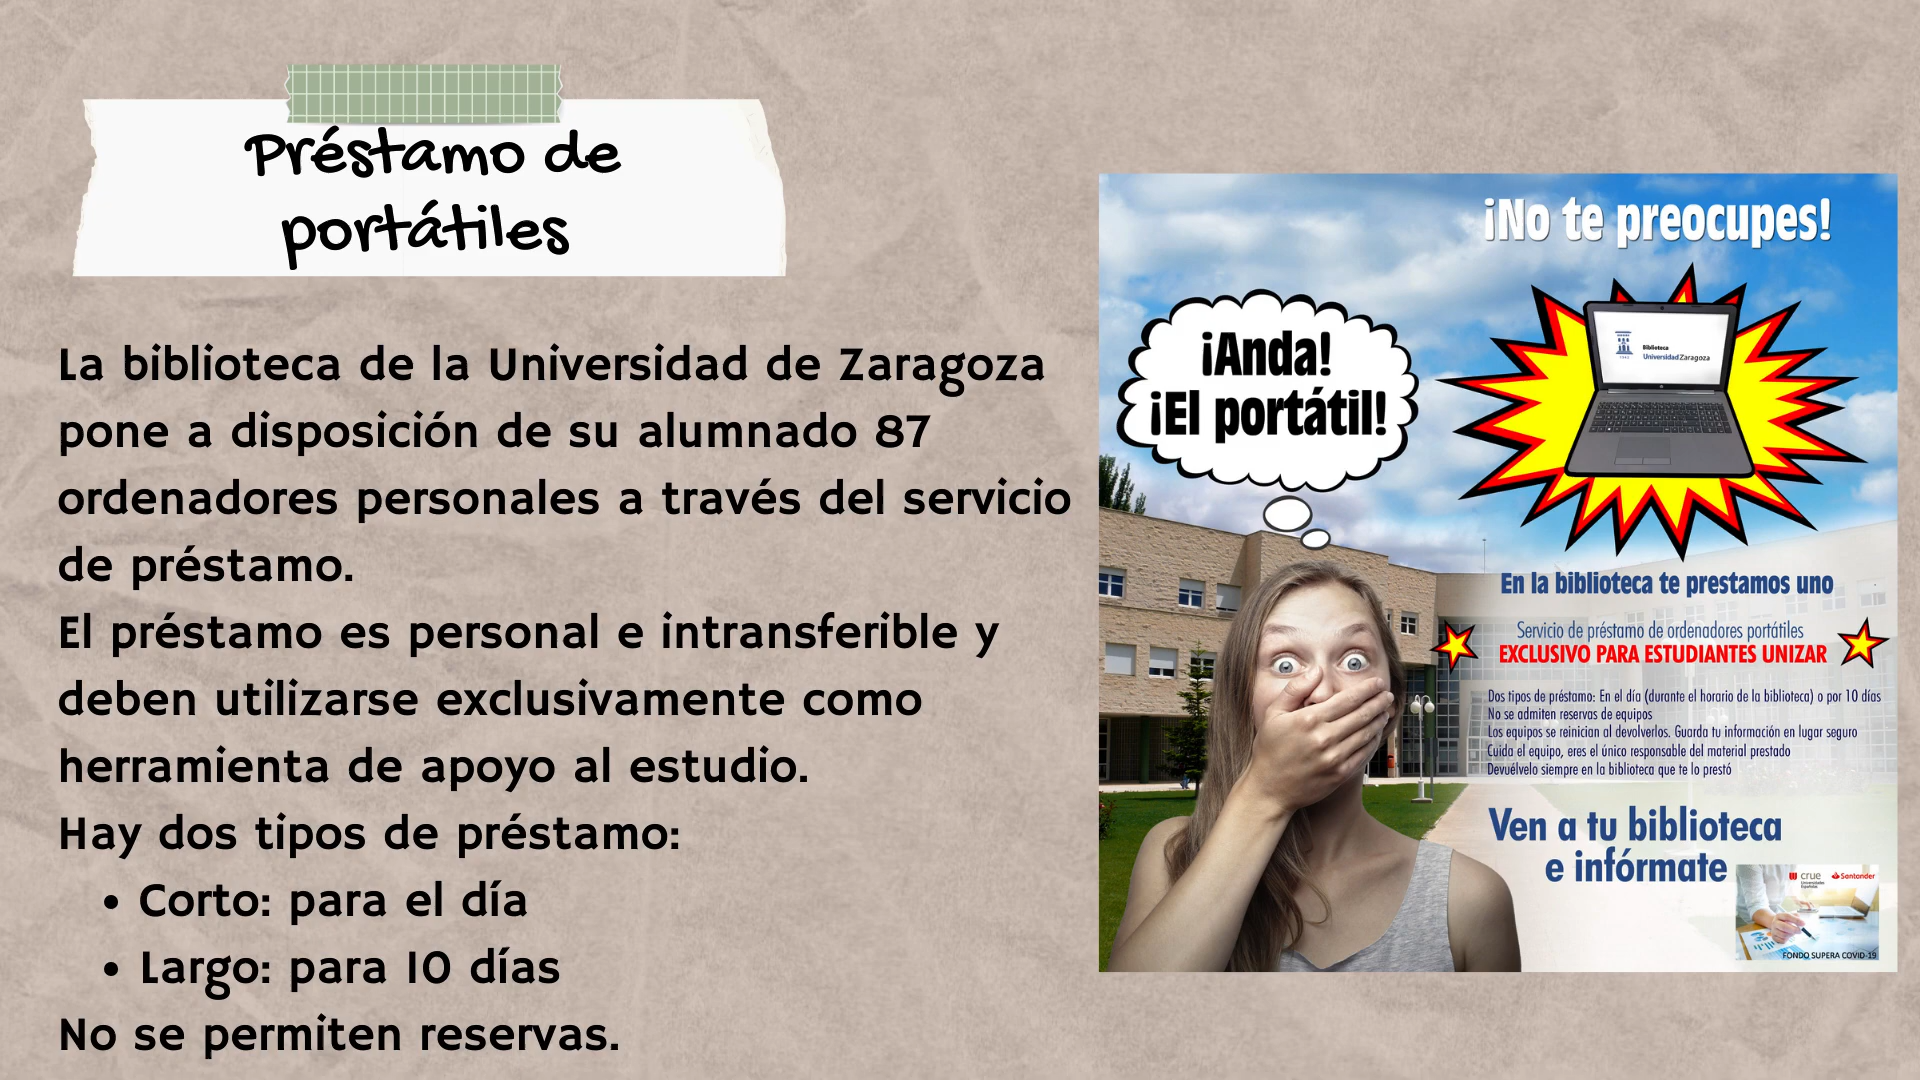 Préstamo de
portátiles
La biblioteca de la Universidad de Zaragoza
pone a disposición de su alumnado 87
ordenadores personales a través del servicio
de préstamo.
El préstamo es personal e intransferible y
deben utilizarse exclusivamente como
herramienta de apoyo al estudio.
Hay dos tipos de préstamo:
• Corto: para el día
• Largo: para 10 días
No se permiten reservas.
¡No te preocupes!
¡Anda!
¡El portátil!
Biblioteca
Universidad Zaragoza
En la biblioteca te prestamos uno
Servicio de préstamo de ordenadores portátiles
EXCLUSIVO PARA ESTUDIANTES UNIZAR
Dos tipos de préstamo: En el día (durante el horario de la biblioteca) o por 10 días
No se admiten reservas de equipos
Los equipos se reinician al devolverlos. Guarda tu información en lugar seguro
Cuida el equipo, eres el único responsable del material prestado
Devuélvelo siempre en la biblioteca que te lo prestó
Ven a tu biblioteca
e infórmate
crue
Universidades
Españolas
Santander
FONDO SUPERA COVID-19